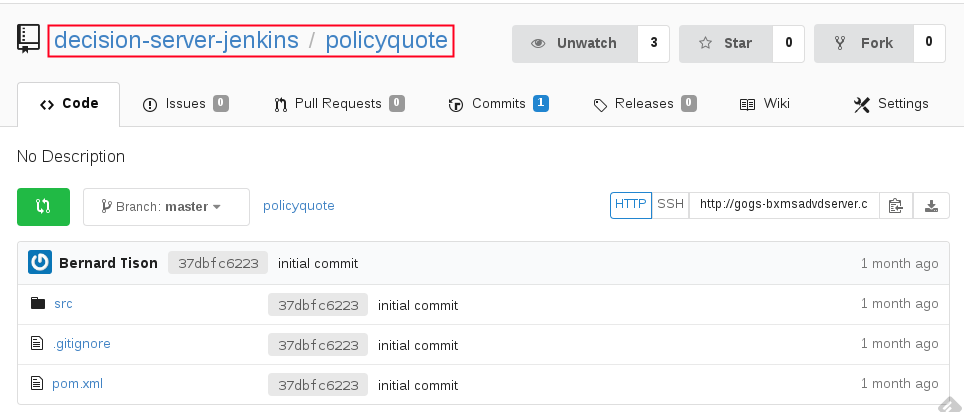 decision-server-jenkins / policyquote
Unwatch 3 Star 0 Fork 0
Code Issues 0 Pull Requests 0 Commits 1 Releases 0 Wiki Settings
No Description
Branch: master policyquote HTTP SSH http://gogs-bxmsadvdserver.c
Bernard Tison 37dbfc6223 initial commit 1 month ago
src 37dbfc6223 initial commit 1 month ago
.gitignore 37dbfc6223 initial commit 1 month ago
pom.xml 37dbfc6223 initial commit 1 month ago